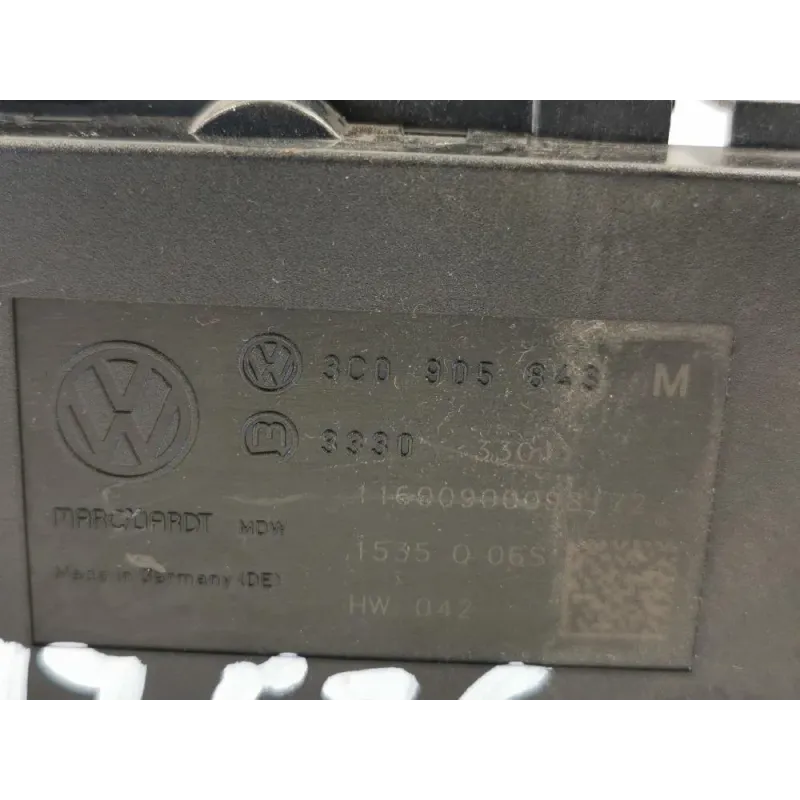 3C0 905 843 M
3330
MARQUARDT MDW
1535 0 06S
Made in Germany (DE)
HW 042